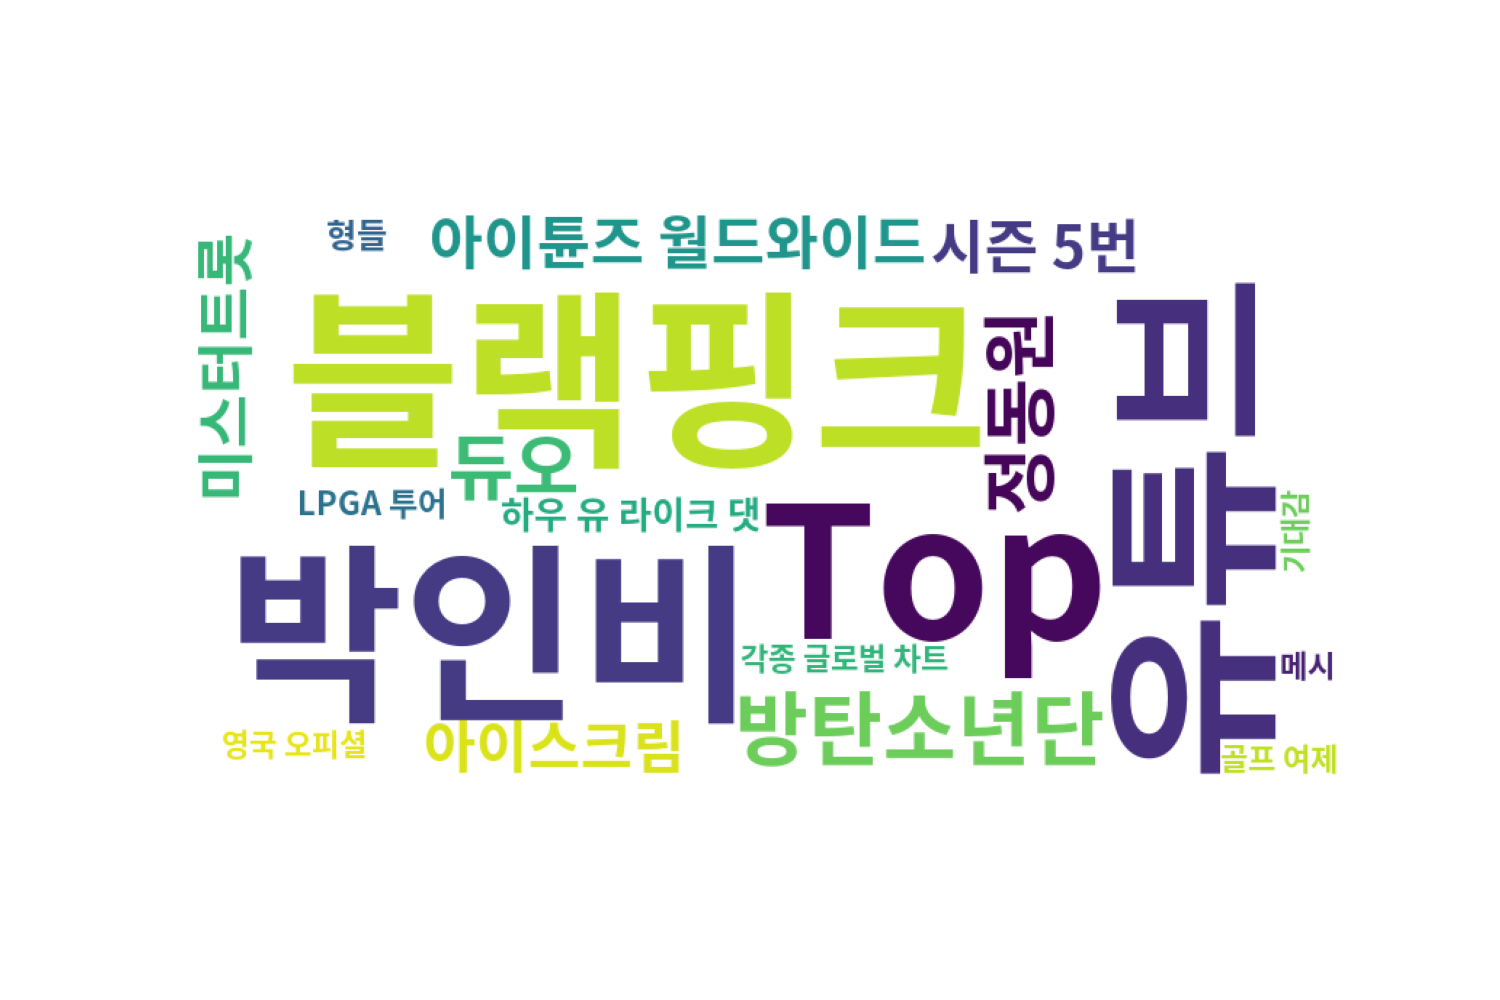 형들
아이튠즈 월드와이드
시즌 5번
미스터트롯
블랙핑크
정동원
유튜브
듀오
LPGA 투어
하우 유 라이크 댓
Top
기대감
박인비
각종 글로벌 차트
메시
방탄소년단
영국 오피셜
아이스크림
골프 여제